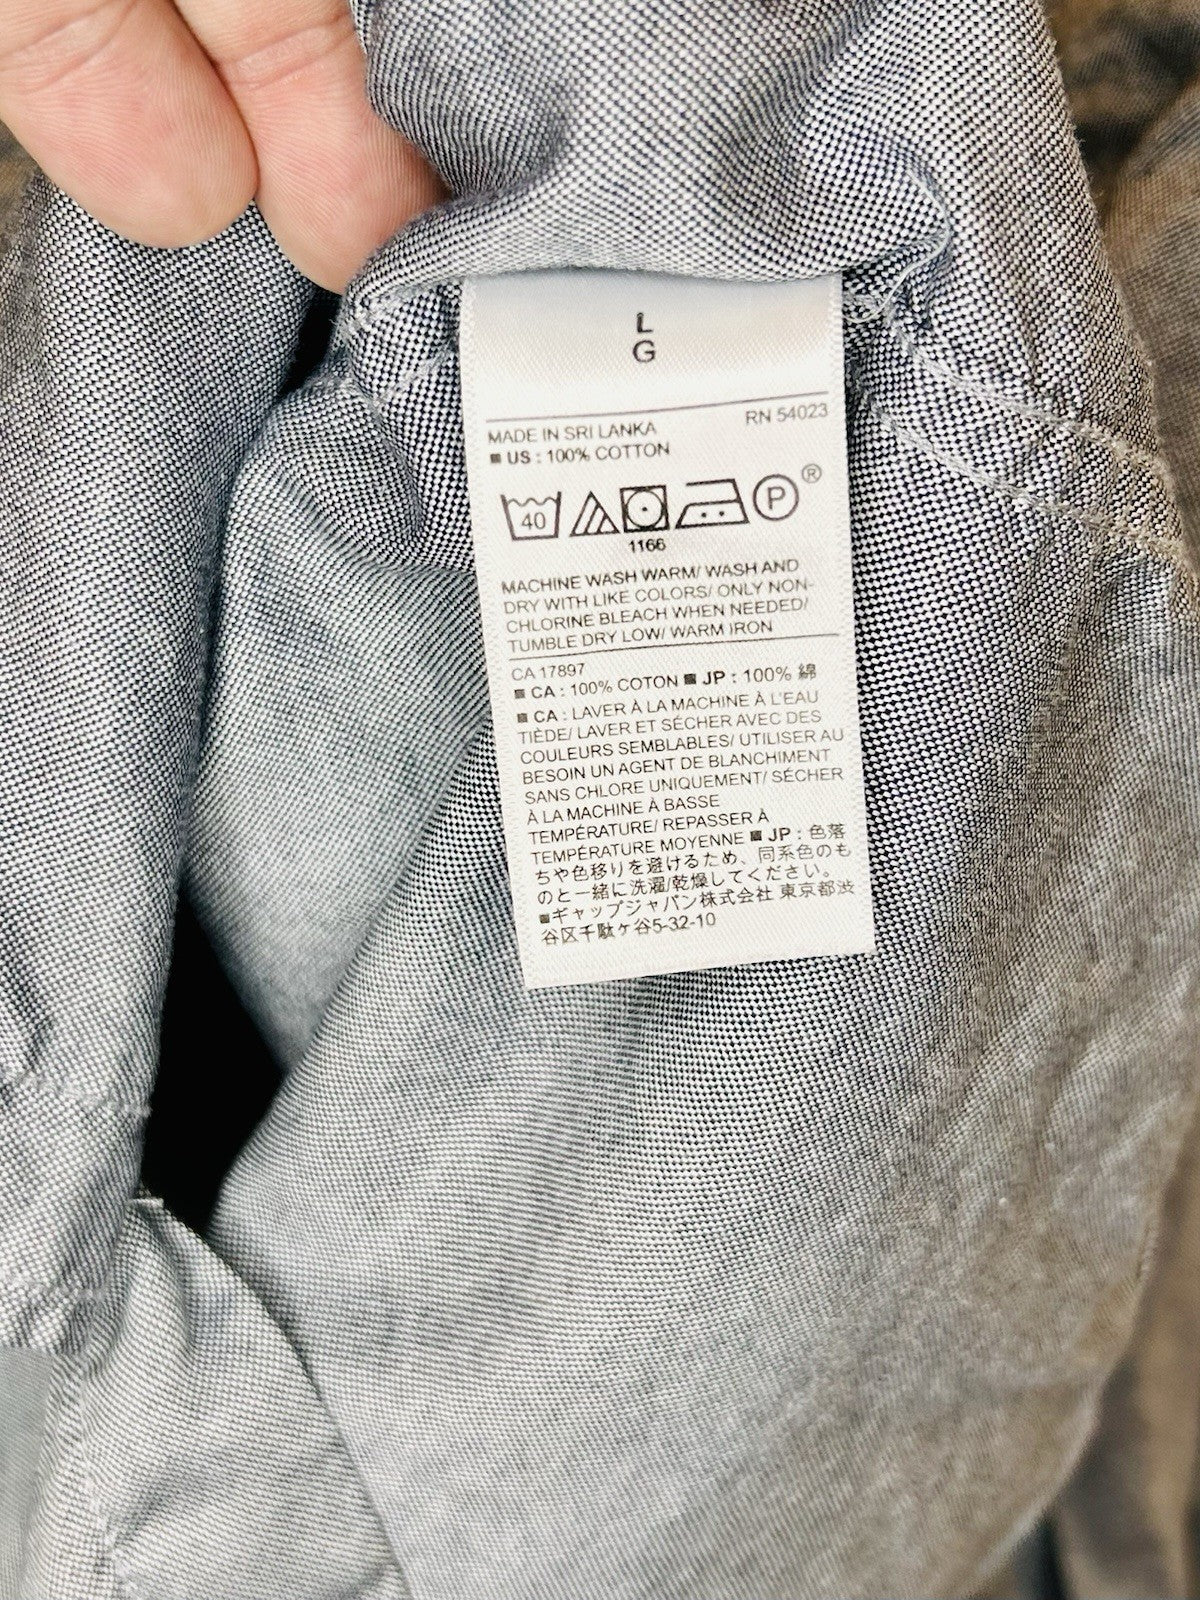 L
G
RN 54023
MADE IN SRI LANKA
■ US : 100% COTTON
40 P ®
1166
MACHINE WASH WARM/ WASH AND
DRY WITH LIKE COLORS/ ONLY NON-
CHLORINE BLEACH WHEN NEEDED/
TUMBLE DRY LOW/ WARM IRON
CA 17897
■ CA : 100% COTON ■ JP : 100% 綿
■ CA : LAVER À LA MACHINE À L'EAU
TIÈDE/ LAVER ET SÉCHER AVEC DES
COULEURS SEMBLABLES/ UTILISER AU
BESOIN UN AGENT DE BLANCHIMENT
SANS CHLORE UNIQUEMENT/ SÉCHER
À LA MACHINE À BASSE
TEMPÉRATURE/ REPASSER À
TEMPÉRATURE MOYENNE ■ JP : 色落
ちや色移りを避けるため、同系色のも
のと一緒に洗濯/乾燥してください。
■ギャップジャパン株式会社 東京都渋
谷区千駄ヶ谷5-32-10